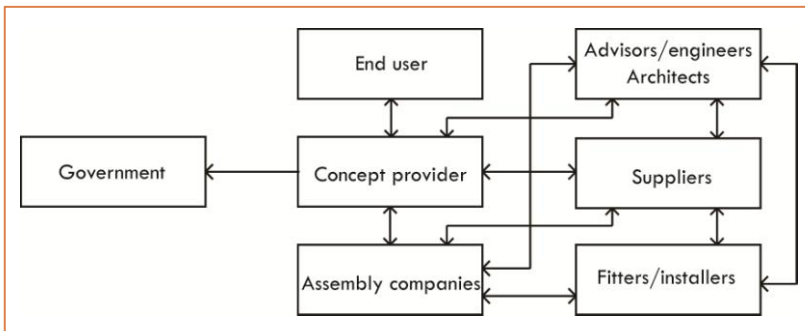 End user
Advisors/engineers
Architects
Government
Concept provider
Suppliers
Assembly companies
Fitters/installers